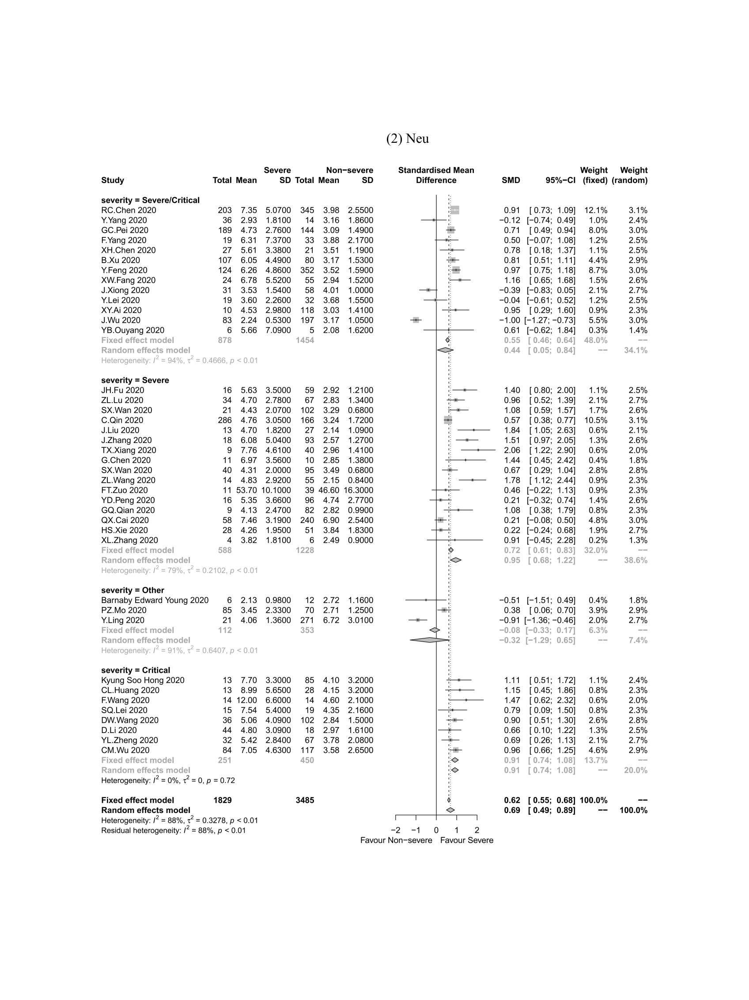 (2) Neu
Severe Non−severe Standardised Mean Weight Weight
Study Total Mean SD Total Mean SD Difference SMD 95%−CI (fixed) (random)
severity = Severe/Critical
RC.Chen 2020 203 7.35 5.0700 345 3.98 2.5500 0.91 [ 0.73; 1.09] 12.1% 3.1%
Y.Yang 2020 36 2.93 1.8100 14 3.16 1.8600 −0.12 [−0.74; 0.49] 1.0% 2.4%
GC.Pei 2020 189 4.73 2.7600 144 3.09 1.4900 0.71 [ 0.49; 0.94] 8.0% 3.0%
F.Yang 2020 19 6.31 7.3700 33 3.88 2.1700 0.50 [−0.07; 1.08] 1.2% 2.5%
XH.Chen 2020 27 5.61 3.3800 21 3.51 1.1900 0.78 [ 0.18; 1.37] 1.1% 2.5%
B.Xu 2020 107 6.05 4.4900 80 3.17 1.5300 0.81 [ 0.51; 1.11] 4.4% 2.9%
Y.Feng 2020 124 6.26 4.8600 352 3.52 1.5900 0.97 [ 0.75; 1.18] 8.7% 3.0%
XW.Fang 2020 24 6.78 5.5200 55 2.94 1.5200 1.16 [ 0.65; 1.68] 1.5% 2.6%
J.Xiong 2020 31 3.53 1.5400 58 4.01 1.0000 −0.39 [−0.83; 0.05] 2.1% 2.7%
Y.Lei 2020 19 3.60 2.2600 32 3.68 1.5500 −0.04 [−0.61; 0.52] 1.2% 2.5%
XY.Ai 2020 10 4.53 2.9800 118 3.03 1.4100 0.95 [ 0.29; 1.60] 0.9% 2.3%
J.Wu 2020 83 2.24 0.5300 197 3.17 1.0500 −1.00 [−1.27; −0.73] 5.5% 3.0%
YB.Ouyang 2020 6 5.66 7.0900 5 2.08 1.6200 0.61 [−0.62; 1.84] 0.3% 1.4%
Fixed effect model 878 1454 0.55 [ 0.46; 0.64] 48.0% −−
Random effects model 0.44 [ 0.05; 0.84] −− 34.1%
Heterogeneity: I² = 94%, τ² = 0.4666, p < 0.01
severity = Severe
JH.Fu 2020 16 5.63 3.5000 59 2.92 1.2100 1.40 [ 0.80; 2.00] 1.1% 2.5%
ZL.Lu 2020 34 4.70 2.7800 67 2.83 1.3400 0.96 [ 0.52; 1.39] 2.1% 2.7%
SX.Wan 2020 21 4.43 2.0700 102 3.29 0.6800 1.08 [ 0.59; 1.57] 1.7% 2.6%
C.Qin 2020 286 4.76 3.0500 166 3.24 1.7200 0.57 [ 0.38; 0.77] 10.5% 3.1%
J.Liu 2020 13 4.70 1.8200 27 2.14 1.0900 1.84 [ 1.05; 2.63] 0.6% 2.1%
J.Zhang 2020 18 6.08 5.0400 93 2.57 1.2700 1.51 [ 0.97; 2.05] 1.3% 2.6%
TX.Xiang 2020 9 7.76 4.6100 40 2.96 1.4100 2.06 [ 1.22; 2.90] 0.6% 2.0%
G.Chen 2020 11 6.97 3.5600 10 2.85 1.3800 1.44 [ 0.45; 2.42] 0.4% 1.8%
SX.Wan 2020 40 4.31 2.0000 95 3.49 0.6800 0.67 [ 0.29; 1.04] 2.8% 2.8%
ZL.Wang 2020 14 4.83 2.9200 55 2.15 0.8400 1.78 [ 1.12; 2.44] 0.9% 2.3%
FT.Zuo 2020 11 53.70 10.1000 39 46.60 16.3000 0.46 [−0.22; 1.13] 0.9% 2.3%
YD.Peng 2020 16 5.35 3.6600 96 4.74 2.7700 0.21 [−0.32; 0.74] 1.4% 2.6%
GQ.Qian 2020 9 4.13 2.4700 82 2.82 0.9900 1.08 [ 0.38; 1.79] 0.8% 2.3%
QX.Cai 2020 58 7.46 3.1900 240 6.90 2.5400 0.21 [−0.08; 0.50] 4.8% 3.0%
HS.Xie 2020 28 4.26 1.9500 51 3.84 1.8300 0.22 [−0.24; 0.68] 1.9% 2.7%
XL.Zhang 2020 4 3.82 1.8100 6 2.49 0.9000 0.91 [−0.45; 2.28] 0.2% 1.3%
Fixed effect model 588 1228 0.72 [ 0.61; 0.83] 32.0% −−
Random effects model 0.95 [ 0.68; 1.22] −− 38.6%
Heterogeneity: I² = 79%, τ² = 0.2102, p < 0.01
severity = Other
Barnaby Edward Young 2020 6 2.13 0.9800 12 2.72 1.1600 −0.51 [−1.51; 0.49] 0.4% 1.8%
PZ.Mo 2020 85 3.45 2.3300 70 2.71 1.2500 0.38 [ 0.06; 0.70] 3.9% 2.9%
Y.Ling 2020 21 4.06 1.3600 271 6.72 3.0100 −0.91 [−1.36; −0.46] 2.0% 2.7%
Fixed effect model 112 353 −0.08 [−0.33; 0.17] 6.3% −−
Random effects model −0.32 [−1.29; 0.65] −− 7.4%
Heterogeneity: I² = 91%, τ² = 0.6407, p < 0.01
severity = Critical
Kyung Soo Hong 2020 13 7.70 3.3000 85 4.10 3.2000 1.11 [ 0.51; 1.72] 1.1% 2.4%
CL.Huang 2020 13 8.99 5.6500 28 4.15 3.2000 1.15 [ 0.45; 1.86] 0.8% 2.3%
F.Wang 2020 14 12.00 6.6000 14 4.60 2.1000 1.47 [ 0.62; 2.32] 0.6% 2.0%
SQ.Lei 2020 15 7.54 5.4000 19 4.35 2.1600 0.79 [ 0.09; 1.50] 0.8% 2.3%
DW.Wang 2020 36 5.06 4.0900 102 2.84 1.5000 0.90 [ 0.51; 1.30] 2.6% 2.8%
D.Li 2020 44 4.80 3.0900 18 2.97 1.6100 0.66 [ 0.10; 1.22] 1.3% 2.5%
YL.Zheng 2020 32 5.42 2.8400 67 3.78 2.0800 0.69 [ 0.26; 1.13] 2.1% 2.7%
CM.Wu 2020 84 7.05 4.6300 117 3.58 2.6500 0.96 [ 0.66; 1.25] 4.6% 2.9%
Fixed effect model 251 450 0.91 [ 0.74; 1.08] 13.7% −−
Random effects model 0.91 [ 0.74; 1.08] −− 20.0%
Heterogeneity: I² = 0%, τ² = 0, p = 0.72
Fixed effect model 1829 3485 0.62 [ 0.55; 0.68] 100.0% −−
Random effects model 0.69 [ 0.49; 0.89] −− 100.0%
Heterogeneity: I² = 88%, τ² = 0.3278, p < 0.01
Residual heterogeneity: I² = 88%, p < 0.01
−2 −1 0 1 2
Favour Non−severe Favour Severe